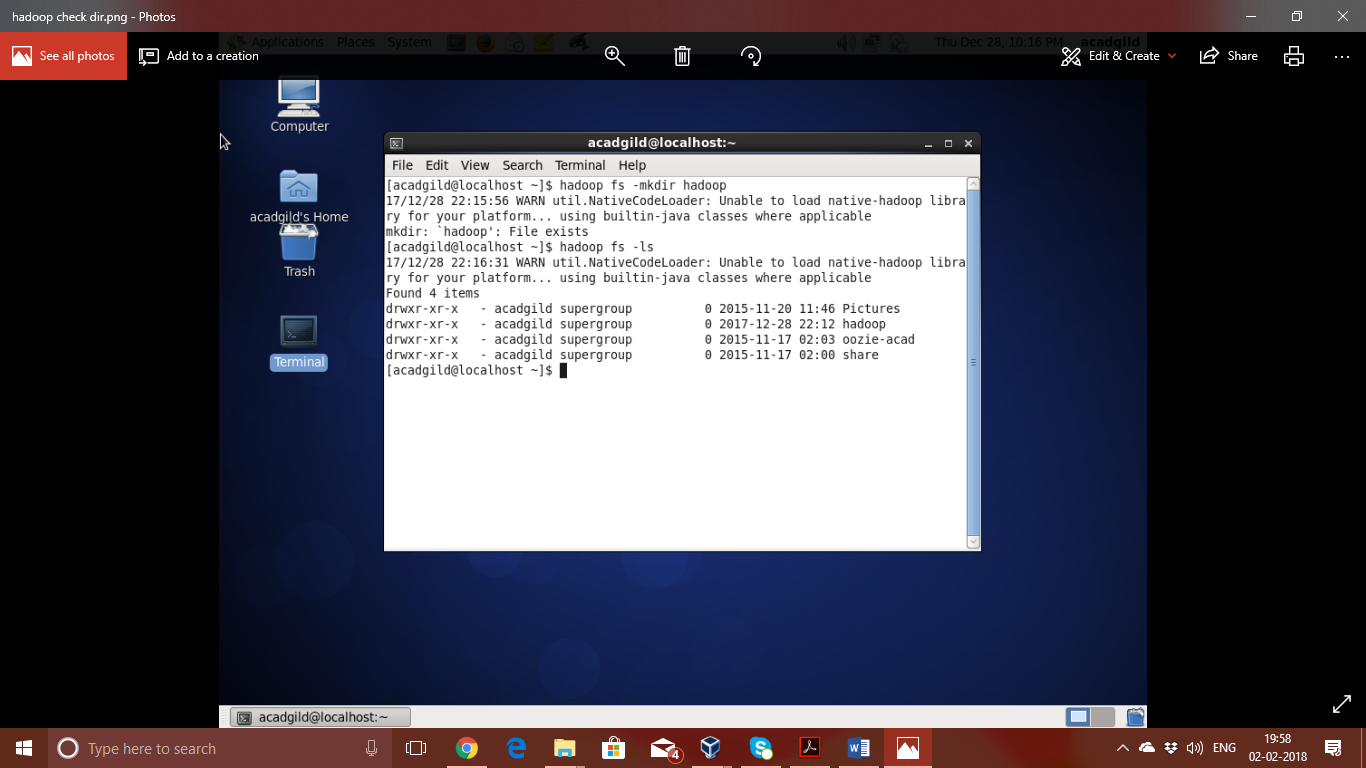 hadoop check dir.png - Photos
See all photos
Add to a creation
Edit & Create
Share
Applications Places System
Thu Dec 28, 10:16 PM acadgild
Computer
acadgild's Home
Trash
Terminal
acadgild@localhost:~
File Edit View Search Terminal Help
[acadgild@localhost ~]$ hadoop fs -mkdir hadoop
17/12/28 22:15:56 WARN util.NativeCodeLoader: Unable to load native-hadoop libra
ry for your platform... using builtin-java classes where applicable
mkdir: `hadoop': File exists
[acadgild@localhost ~]$ hadoop fs -ls
17/12/28 22:16:31 WARN util.NativeCodeLoader: Unable to load native-hadoop libra
ry for your platform... using builtin-java classes where applicable
Found 4 items
drwxr-xr-x   - acadgild supergroup          0 2015-11-20 11:46 Pictures
drwxr-xr-x   - acadgild supergroup          0 2017-12-28 22:12 hadoop
drwxr-xr-x   - acadgild supergroup          0 2015-11-17 02:03 oozie-acad
drwxr-xr-x   - acadgild supergroup          0 2015-11-17 02:00 share
[acadgild@localhost ~]$
acadgild@localhost:~
Type here to search
4
ENG
19:58
02-02-2018